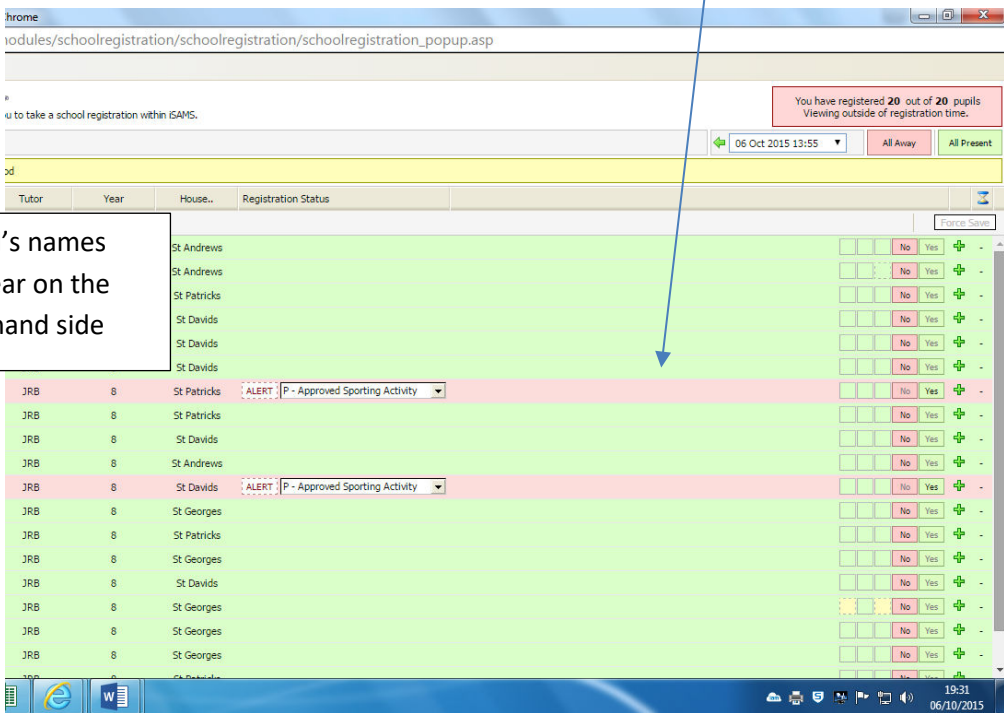 Chrome
modules/schoolregistration/schoolregistration/schoolregistration_popup.asp
u to take a school registration within iSAMS.
You have registered 20 out of 20 pupils
Viewing outside of registration time.
06 Oct 2015 13:55 All Away All Present
od
Tutor Year House.. Registration Status
Force Save
's names
ar on the
hand side
St Andrews No Yes -
St Andrews No Yes -
St Patricks No Yes -
St Davids No Yes -
St Davids No Yes -
St Davids No Yes -
JRB 8 St Patricks ALERT P - Approved Sporting Activity No Yes -
JRB 8 St Patricks No Yes -
JRB 8 St Davids No Yes -
JRB 8 St Andrews No Yes -
JRB 8 St Davids ALERT P - Approved Sporting Activity No Yes -
JRB 8 St Georges No Yes -
JRB 8 St Patricks No Yes -
JRB 8 St Georges No Yes -
JRB 8 St Davids No Yes -
JRB 8 St Georges No Yes -
JRB 8 St Georges No Yes -
JRB 8 St Georges No Yes -
19:31
06/10/2015